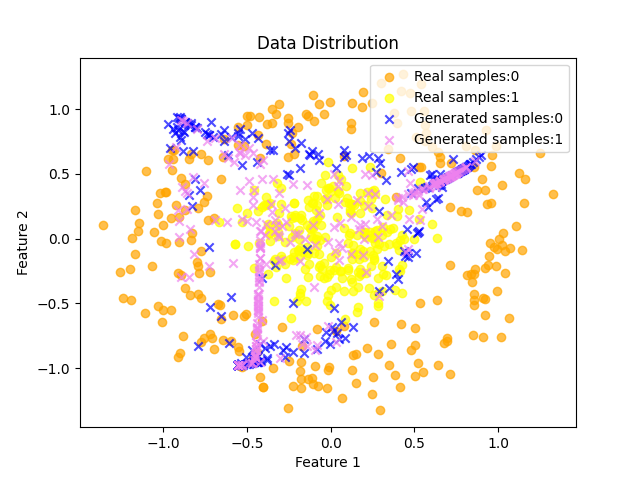 Data Distribution
Real samples:0
Real samples:1
Generated samples:0
Generated samples:1
1.0
0.5
0.0
−0.5
−1.0
Feature 2
−1.0 −0.5 0.0 0.5 1.0
Feature 1